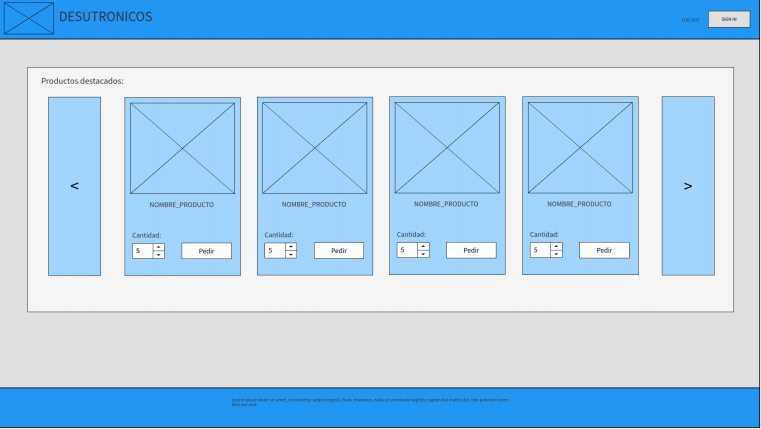 DESUTRONICOS
LOG OUT
SIGN IN
Productos destacados:
<
>
NOMBRE_PRODUCTO
NOMBRE_PRODUCTO
NOMBRE_PRODUCTO
NOMBRE_PRODUCTO
Cantidad:
Cantidad:
Cantidad:
Cantidad:
5
Pedir
5
Pedir
5
Pedir
5
Pedir
Lorem ipsum dolor sit amet, consectetur adipiscing elit. Nunc maximus, nulla ut commodo sagittis, sapien dui mattis dui, non pulvinar lorem
felis nec erat